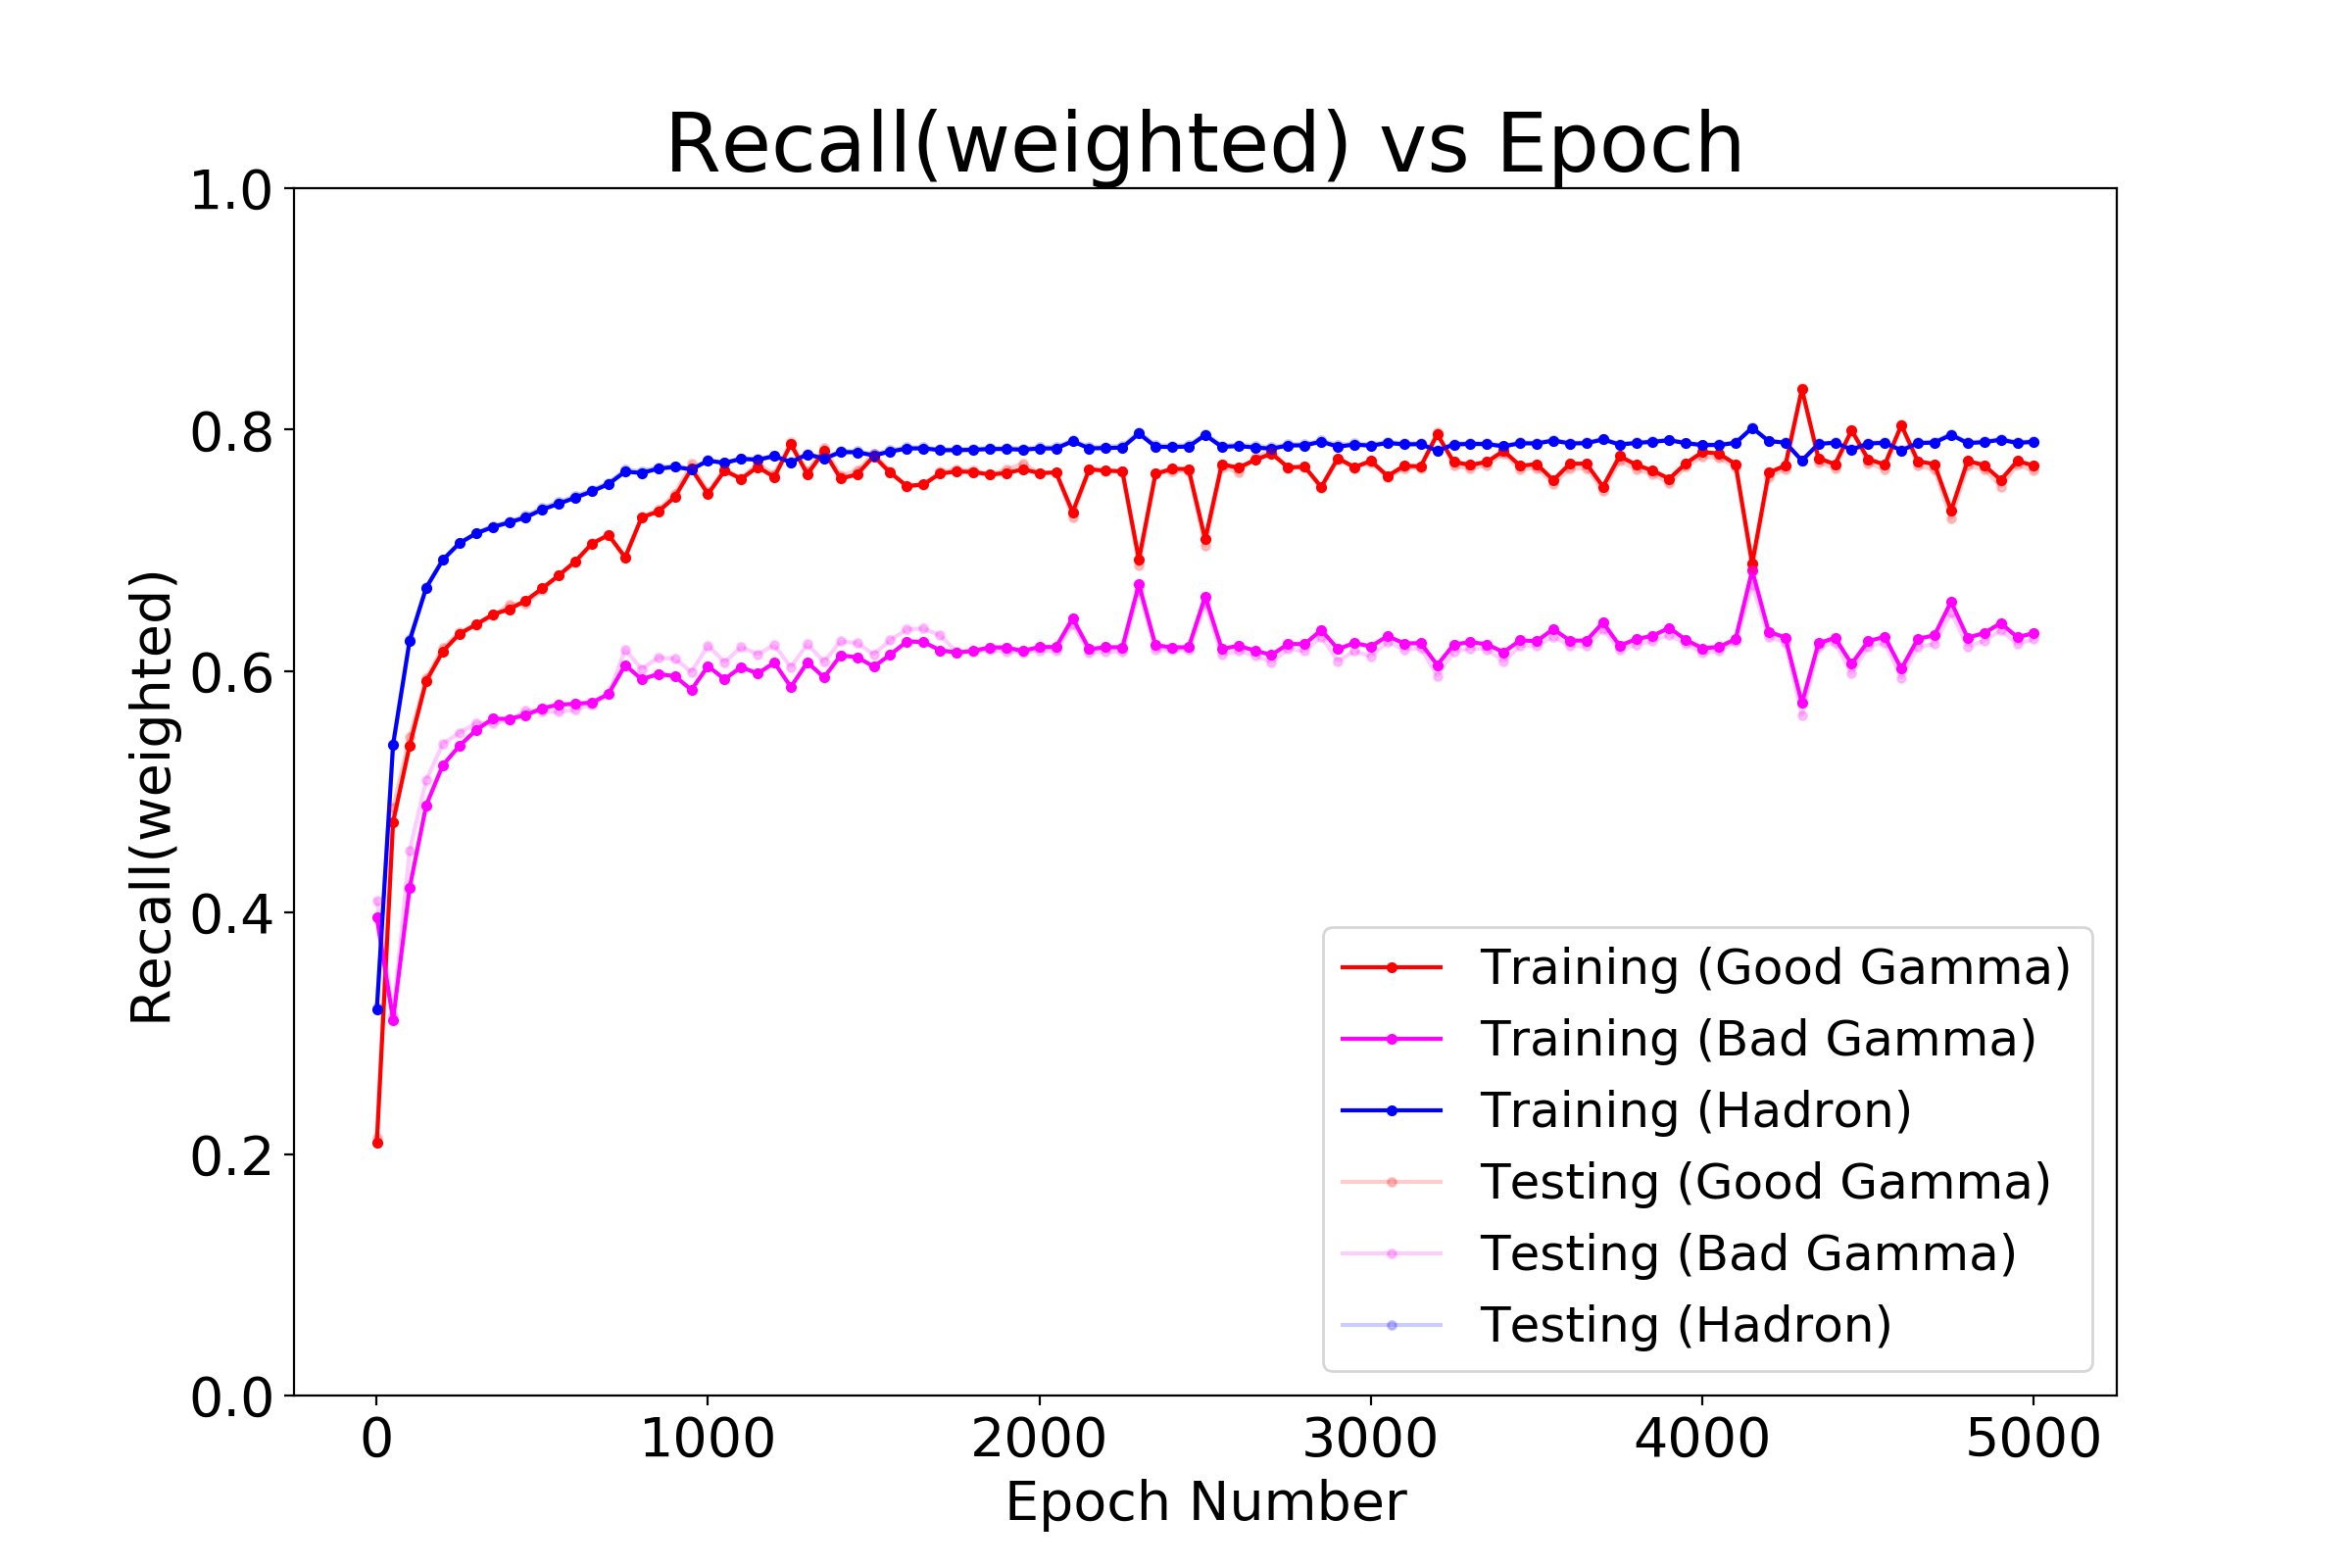 Recall(weighted) vs Epoch
1.0
0.8
0.6
0.4
0.2
0.0
Recall(weighted)
Training (Good Gamma)
Training (Bad Gamma)
Training (Hadron)
Testing (Good Gamma)
Testing (Bad Gamma)
Testing (Hadron)
0 1000 2000 3000 4000 5000
Epoch Number